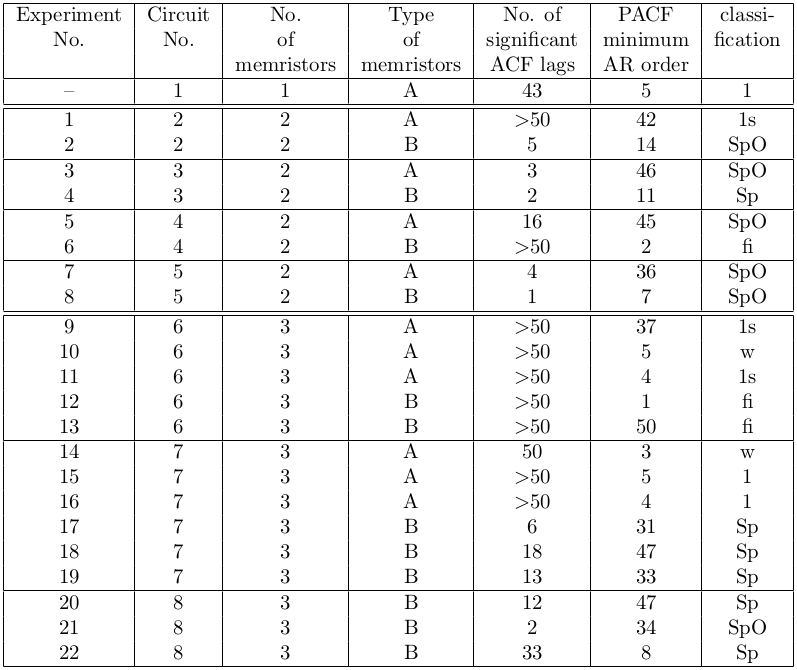 Experiment Circuit No. Type No. of PACF classi-
No. No. of of significant minimum fication
memristors memristors ACF lags AR order
– 1 1 A 43 5 1
1 2 2 A >50 42 1s
2 2 2 B 5 14 SpO
3 3 2 A 3 46 SpO
4 3 2 B 2 11 Sp
5 4 2 A 16 45 SpO
6 4 2 B >50 2 fi
7 5 2 A 4 36 SpO
8 5 2 B 1 7 SpO
9 6 3 A >50 37 1s
10 6 3 A >50 5 w
11 6 3 A >50 4 1s
12 6 3 B >50 1 fi
13 6 3 B >50 50 fi
14 7 3 A 50 3 w
15 7 3 A >50 5 1
16 7 3 A >50 4 1
17 7 3 B 6 31 Sp
18 7 3 B 18 47 Sp
19 7 3 B 13 33 Sp
20 8 3 B 12 47 Sp
21 8 3 B 2 34 SpO
22 8 3 B 33 8 Sp